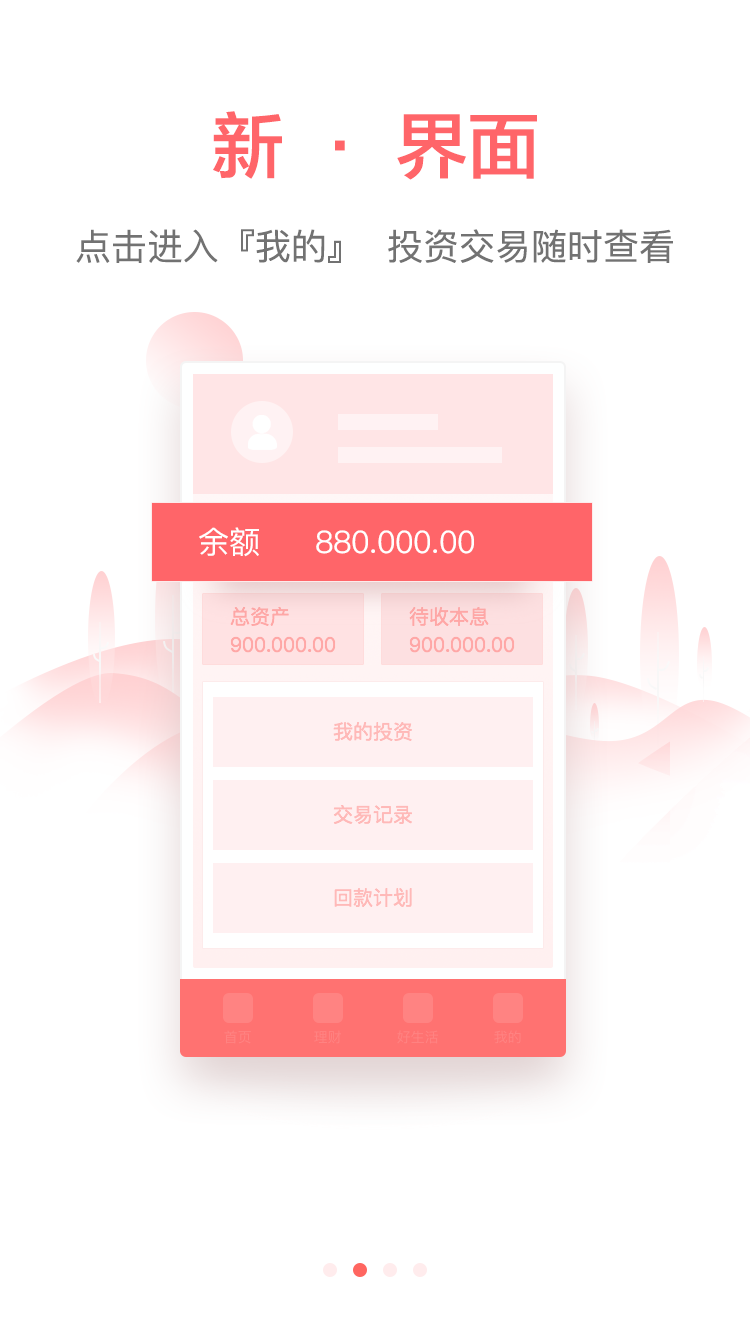 新 · 界面
点击进入『我的』 投资交易随时查看
余额 880.000.00
总资产 待收本息
900.000.00 900.000.00
我的投资
交易记录
回款计划
首页 理财 好生活 我的